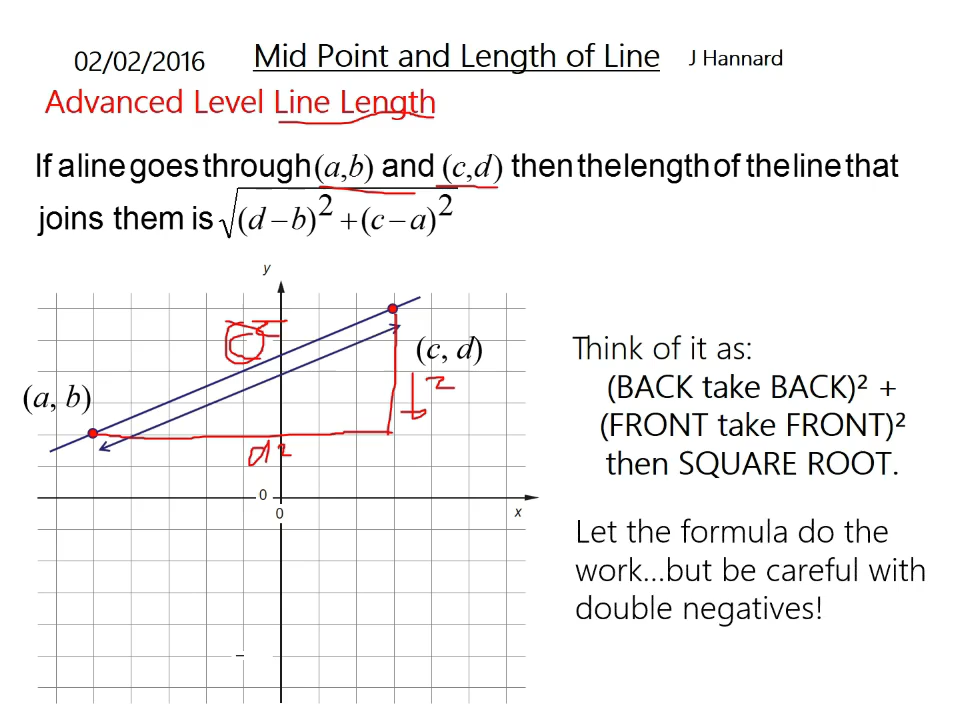 02/02/2016 Mid Point and Length of Line J Hannard
Advanced Level Line Length
If a line goes through (a,b) and (c,d) then the length of the line that
joins them is √((d−b)²+(c−a)²)
y
c²
(c, d)
(a, b)
b²
a²
0
0
x
Think of it as:
(BACK take BACK)² +
(FRONT take FRONT)²
then SQUARE ROOT.
Let the formula do the
work...but be careful with
double negatives!